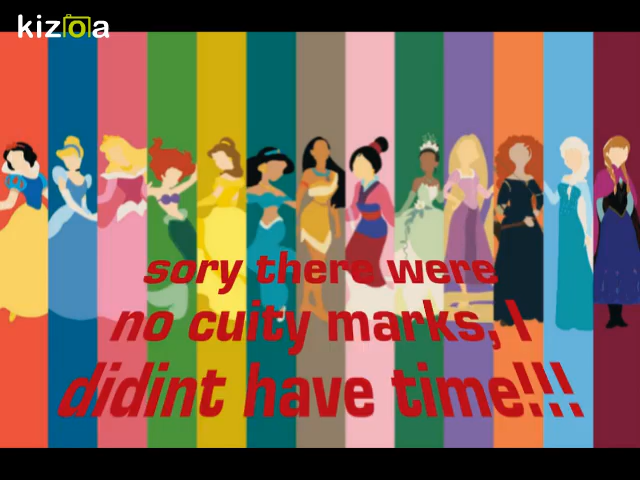 kizoa
sory there were
no cuity marks, I
didint have time!!!